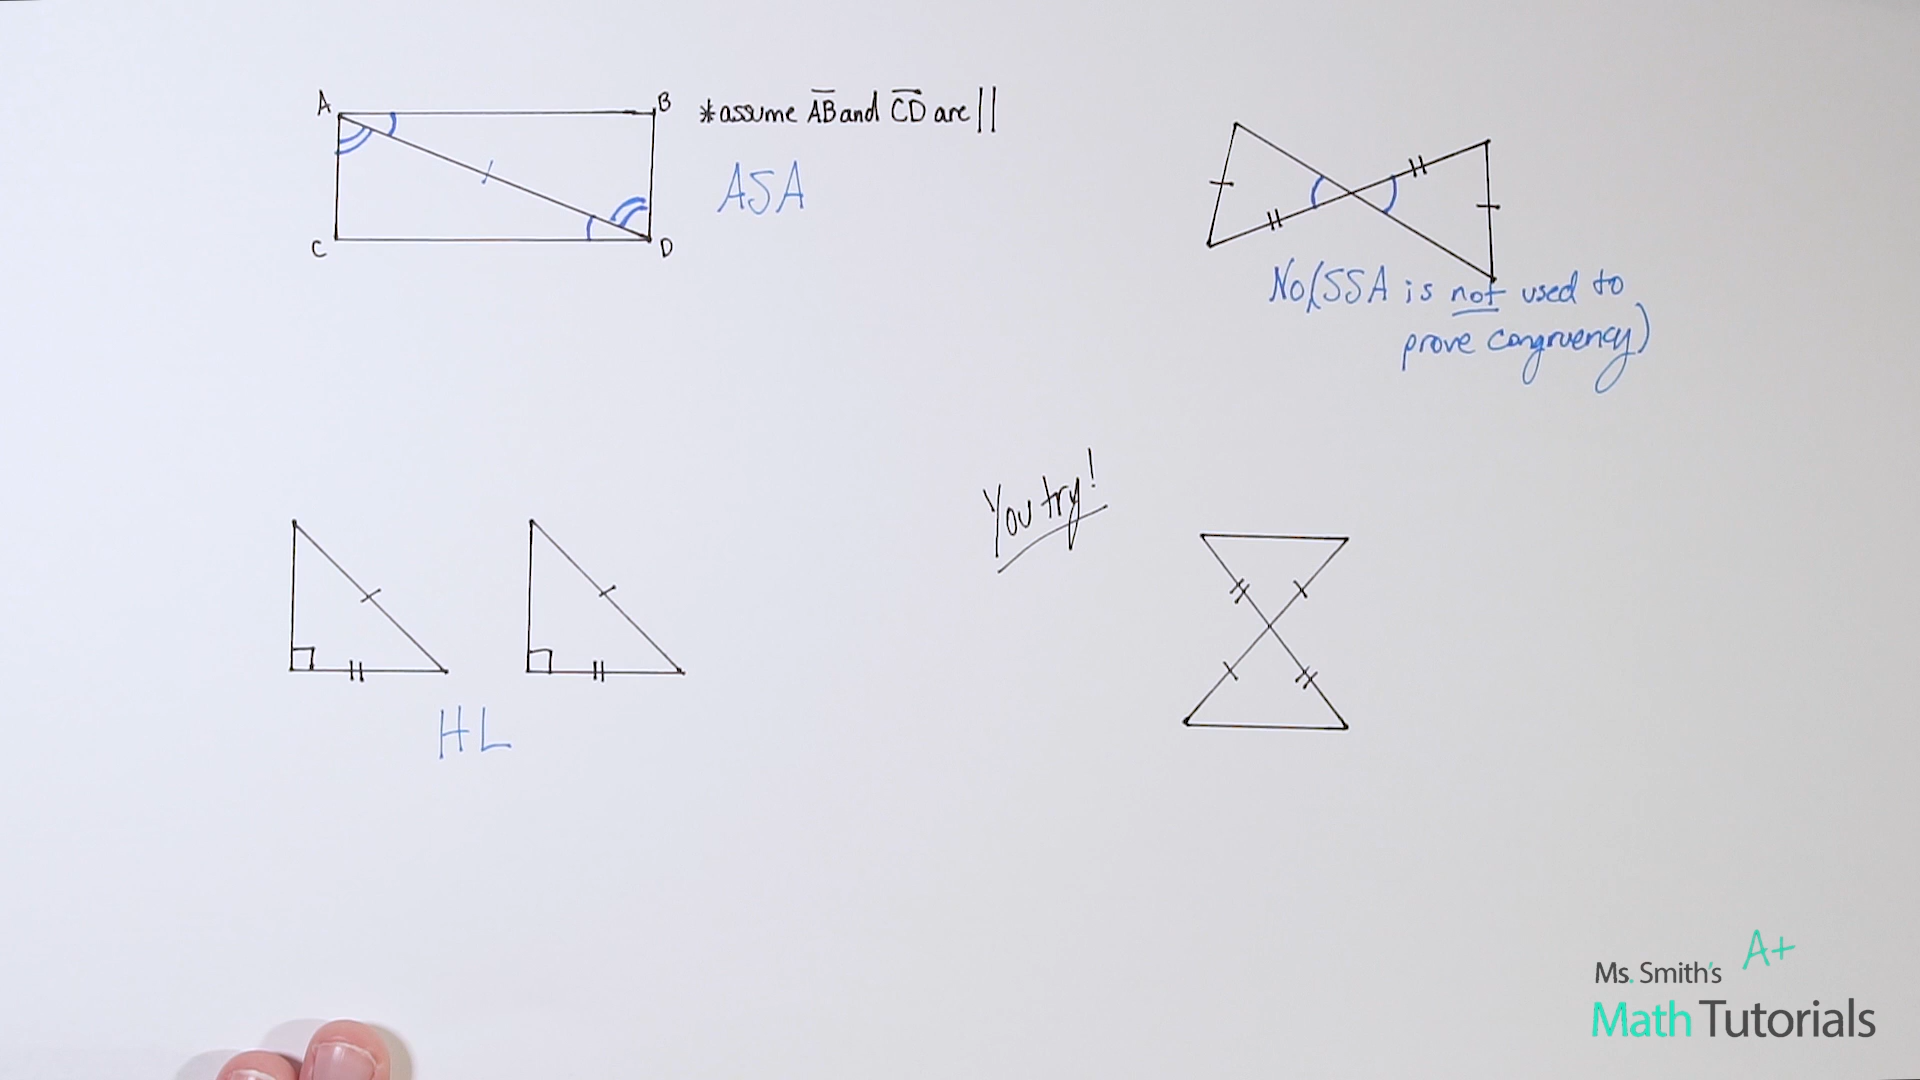 A
B
*assume AB and CD are ||
ASA
C
D
No (SSA is not used to
prove congruency)
You try!
HL
A+
Ms. Smith's
Math Tutorials